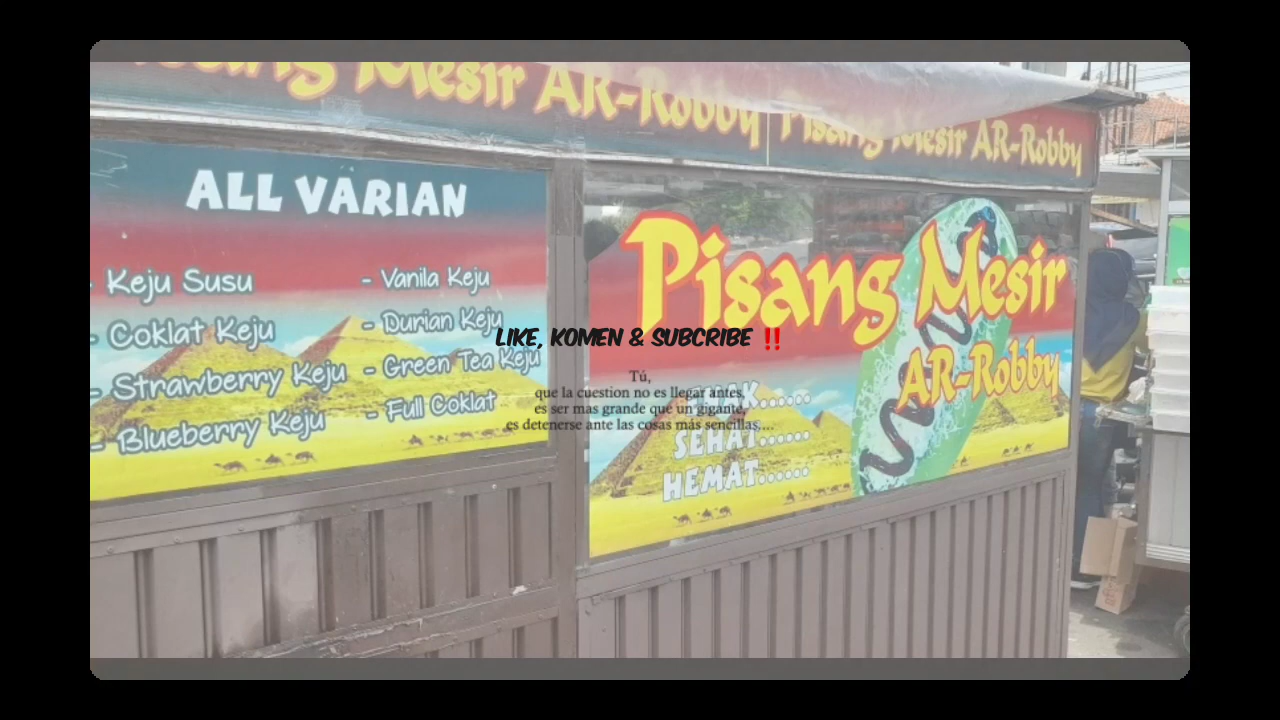 Mesir AR-Robby Pisang Mesir AR-Robby
ALL VARIAN
- Keju Susu
- Coklat Keju
- Strawberry Keju
- Blueberry Keju
- Vanila Keju
- Durian Keju
- Green Tea Keju
- Full Coklat
Pisang Mesir
AR-Robby
ENAK......
SEHAT......
HEMAT......
LIKE, KOMEN & SUBCRIBE ‼️
Tú,
que la cuestion no es llegar antes,
es ser mas grande que un gigante,
es detenerse ante las cosas más sencillas....